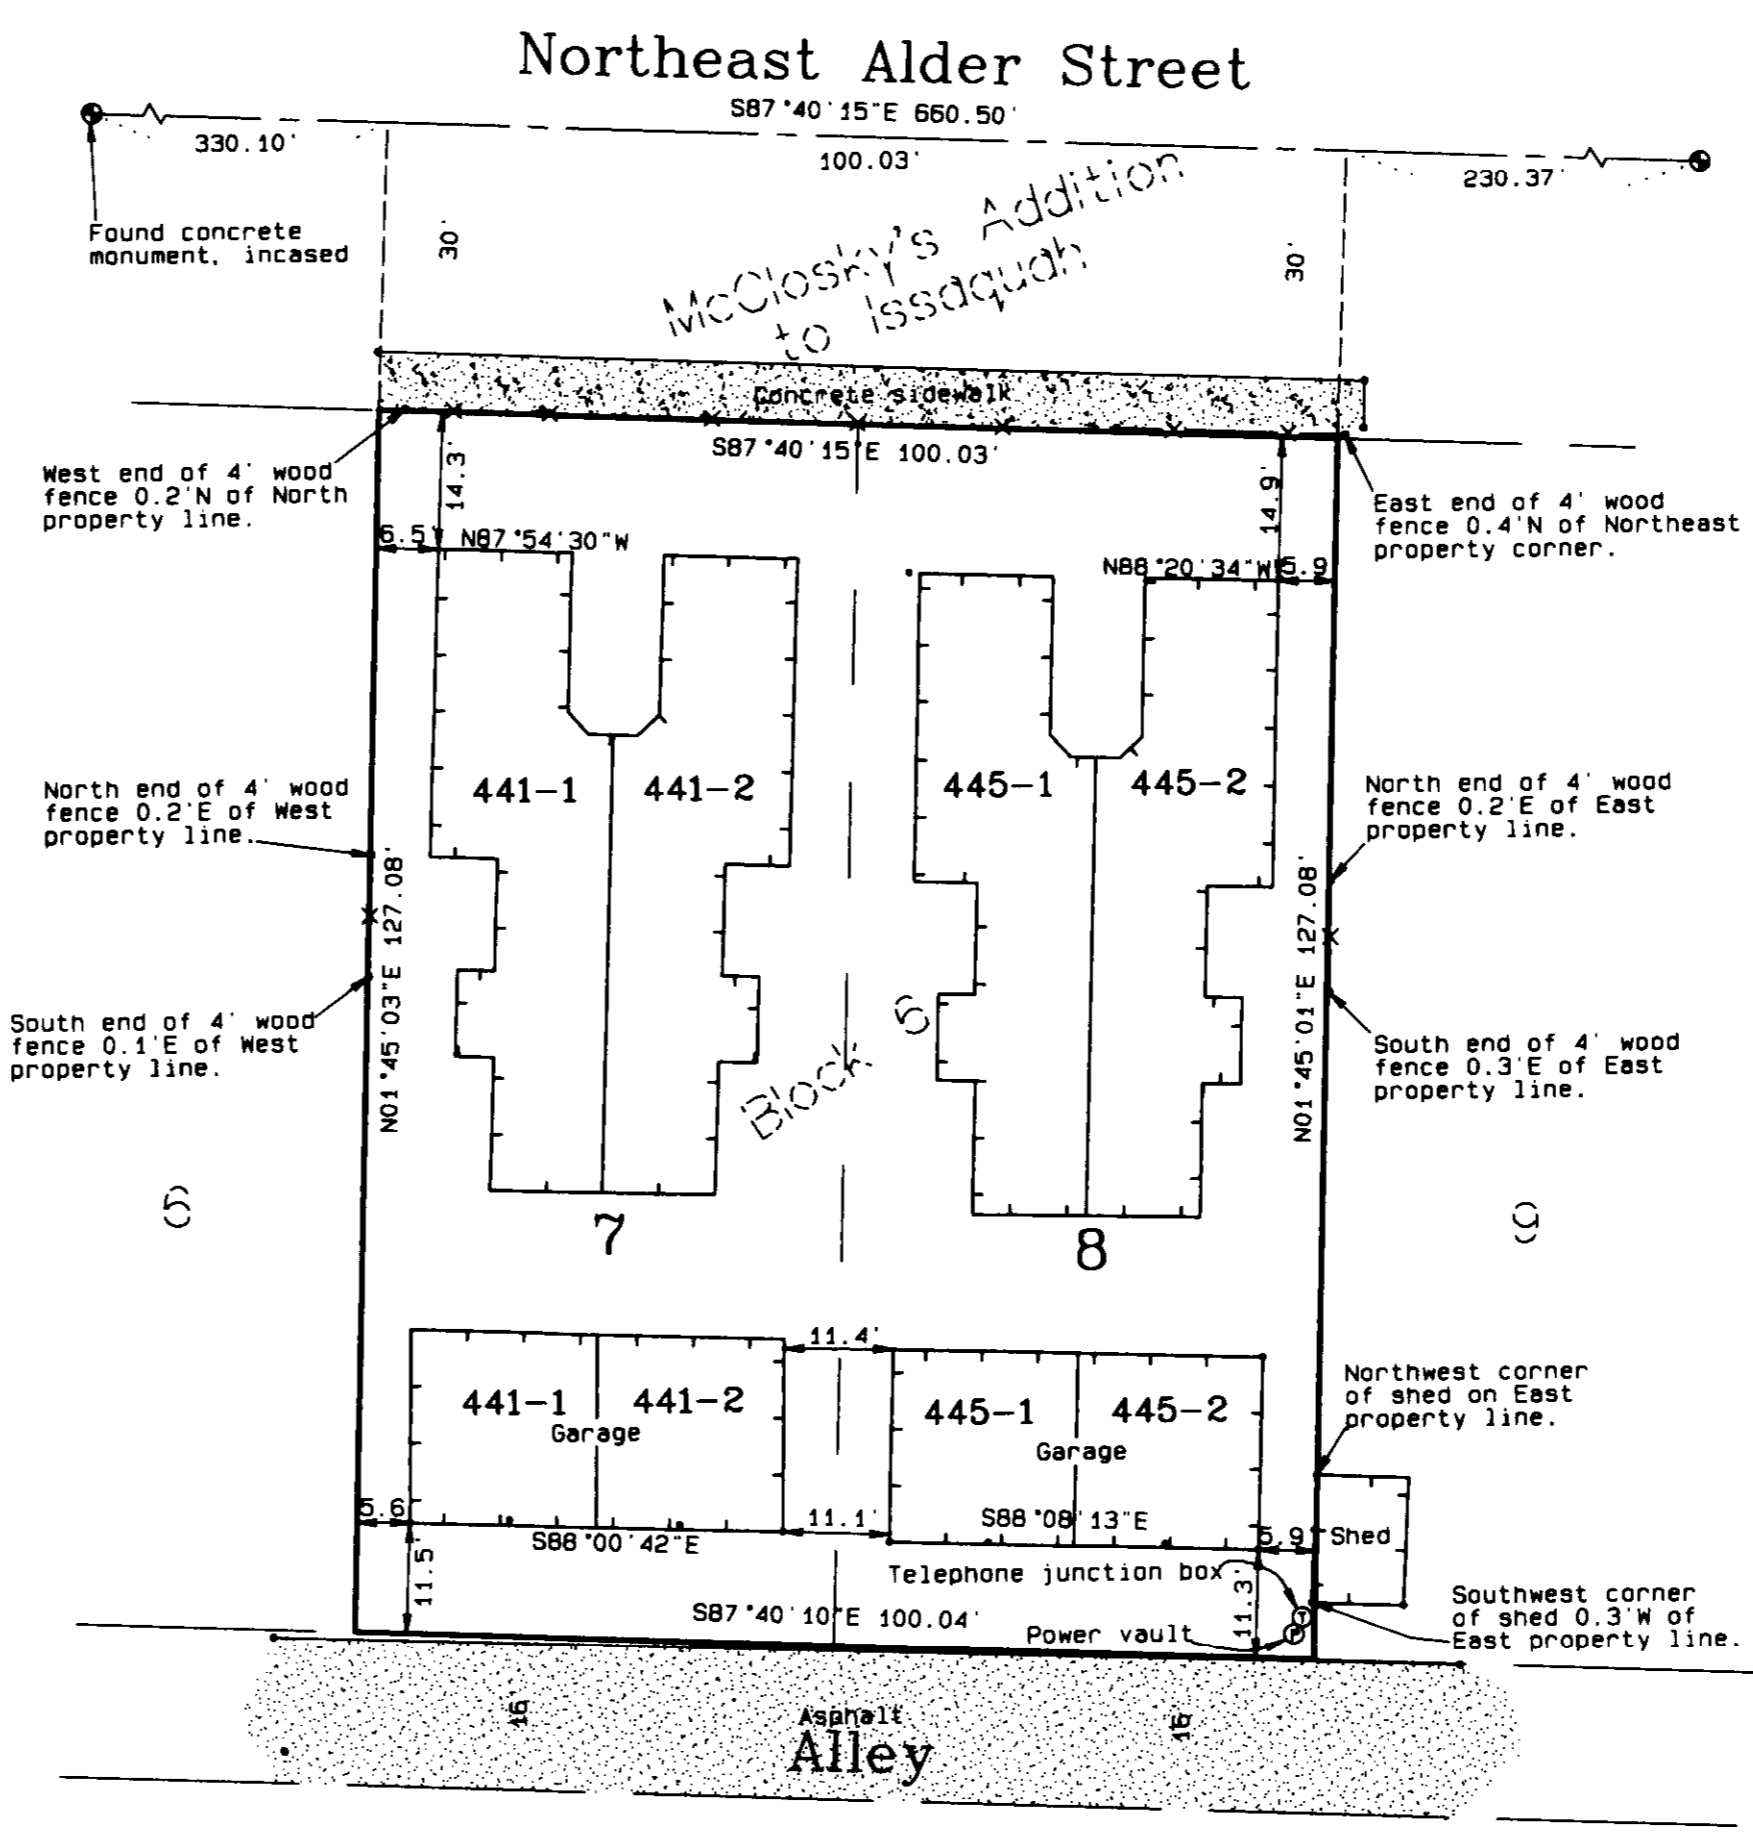 Northeast Alder Street
S87°40'15"E 660.50'
330.10'
100.03'
230.37'
Found concrete
monument, incased
30'
30'
McClosky's Addition
to Issaquah
Concrete sidewalk
S87°40'15"E 100.03'
West end of 4' wood
fence 0.2'N of North
property line.
14.3'
14.9'
East end of 4' wood
fence 0.4'N of Northeast
property corner.
6.5'
N87°54'30"W
N88°20'34"W
5.9'
441-1
441-2
445-1
445-2
North end of 4' wood
fence 0.2'E of West
property line.
North end of 4' wood
fence 0.2'E of East
property line.
N01°45'03"E 127.08'
N01°45'01"E 127.08'
South end of 4' wood
fence 0.1'E of West
property line.
South end of 4' wood
fence 0.3'E of East
property line.
Block 6
6
7
8
9
11.4'
441-1
441-2
Garage
445-1
445-2
Garage
Northwest corner
of shed on East
property line.
5.6
11.1'
S88°00'42"E
S88°08'13"E
5.9'
Shed
11.5'
Telephone junction box
T
11.3'
S87°40'10"E 100.04'
Power vault
P
Southwest corner
of shed 0.3'W of
East property line.
16'
16'
Asphalt
Alley